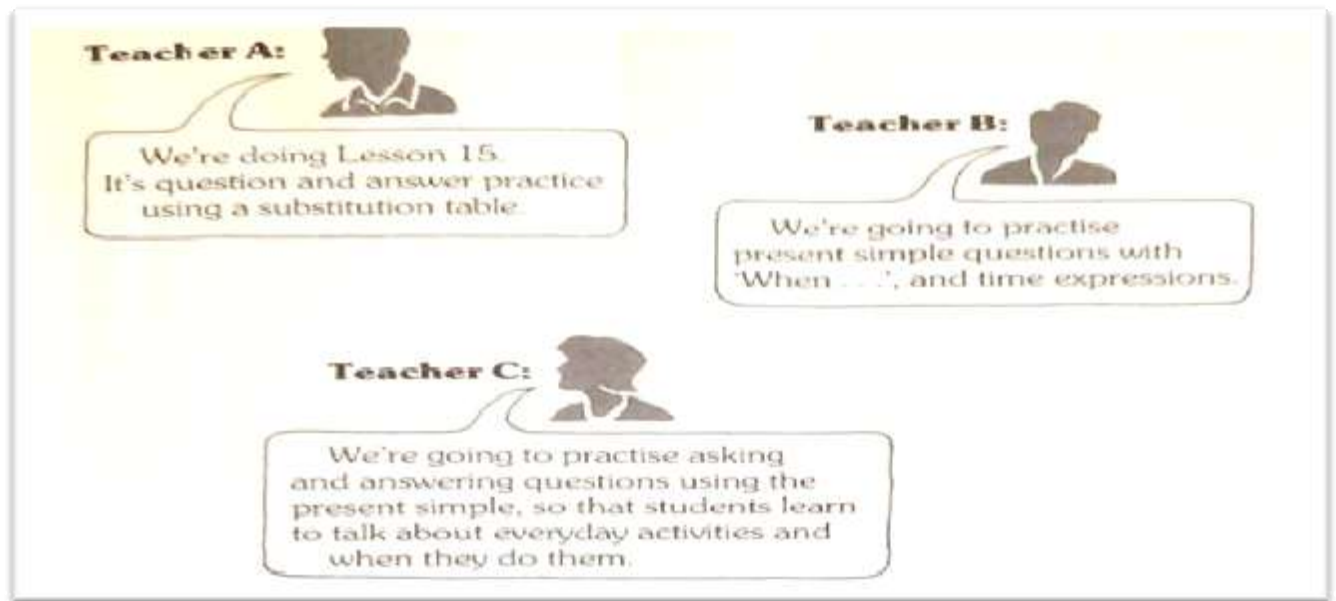 Teacher A:
We're doing Lesson 15.
It's question and answer practice
using a substitution table.
Teacher B:
We're going to practise
present simple questions with
'When . . .', and time expressions.
Teacher C:
We're going to practise asking
and answering questions using the
present simple, so that students learn
to talk about everyday activities and
when they do them.